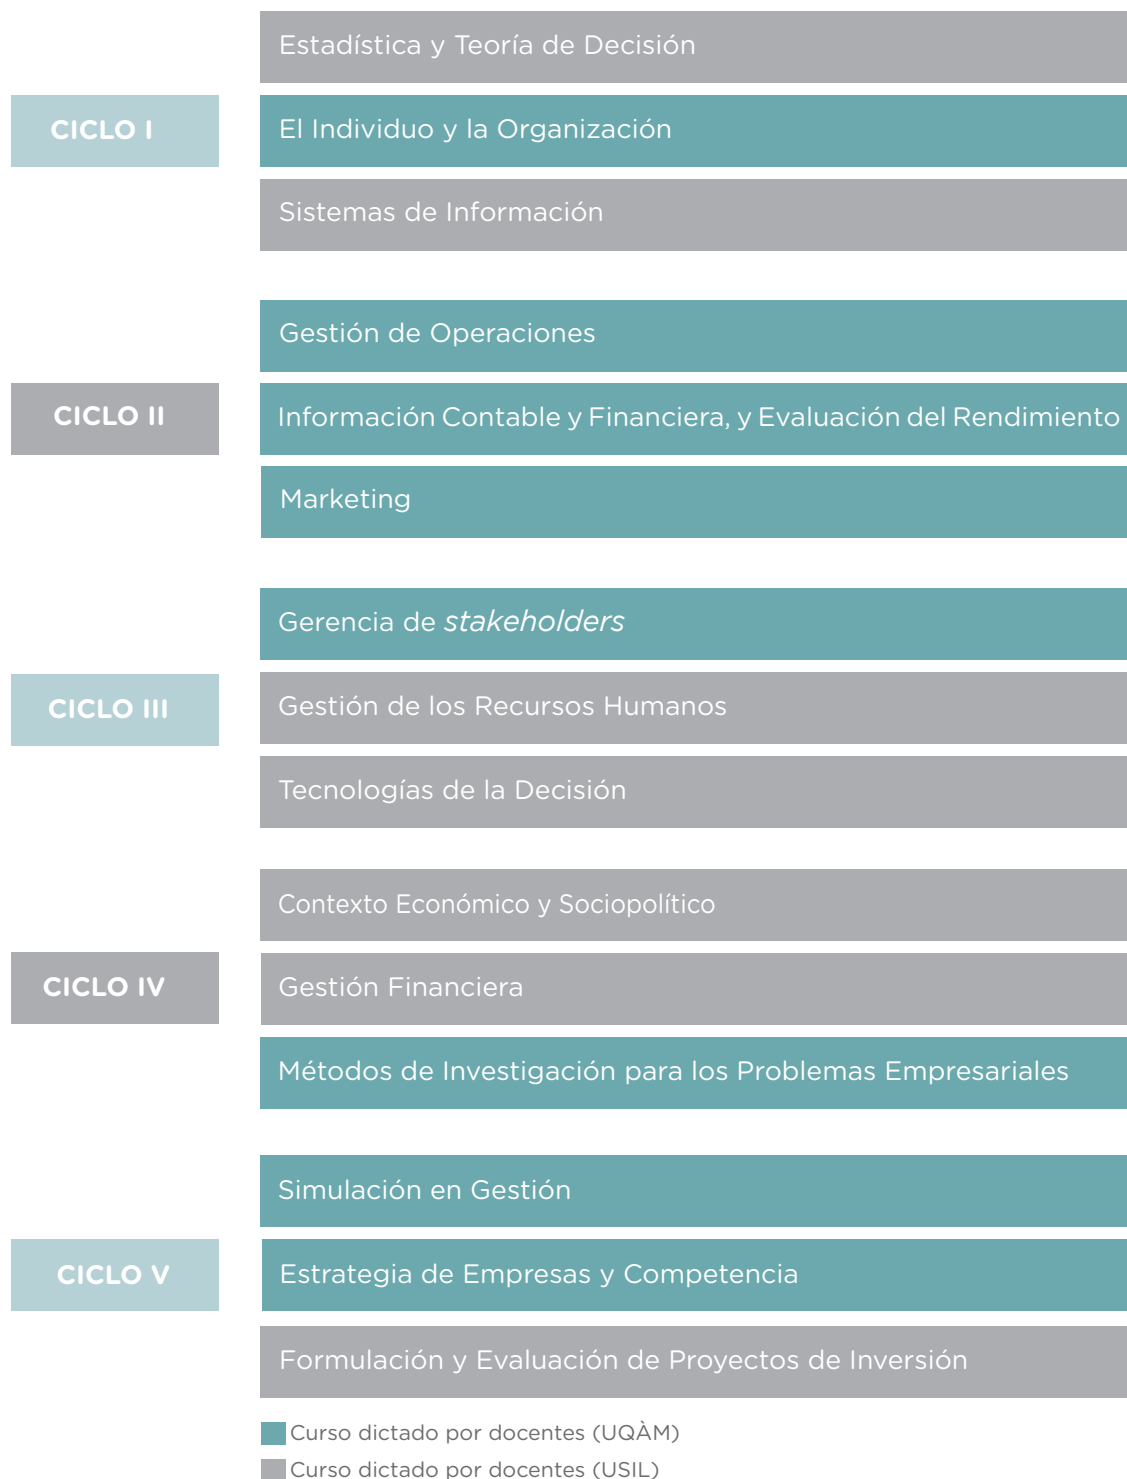 Estadística y Teoría de Decisión
CICLO I
El Individuo y la Organización
Sistemas de Información
Gestión de Operaciones
CICLO II
Información Contable y Financiera, y Evaluación del Rendimiento
Marketing
Gerencia de stakeholders
CICLO III
Gestión de los Recursos Humanos
Tecnologías de la Decisión
Contexto Económico y Sociopolítico
CICLO IV
Gestión Financiera
Métodos de Investigación para los Problemas Empresariales
Simulación en Gestión
CICLO V
Estrategia de Empresas y Competencia
Formulación y Evaluación de Proyectos de Inversión
Curso dictado por docentes (UQÀM)
Curso dictado por docentes (USIL)